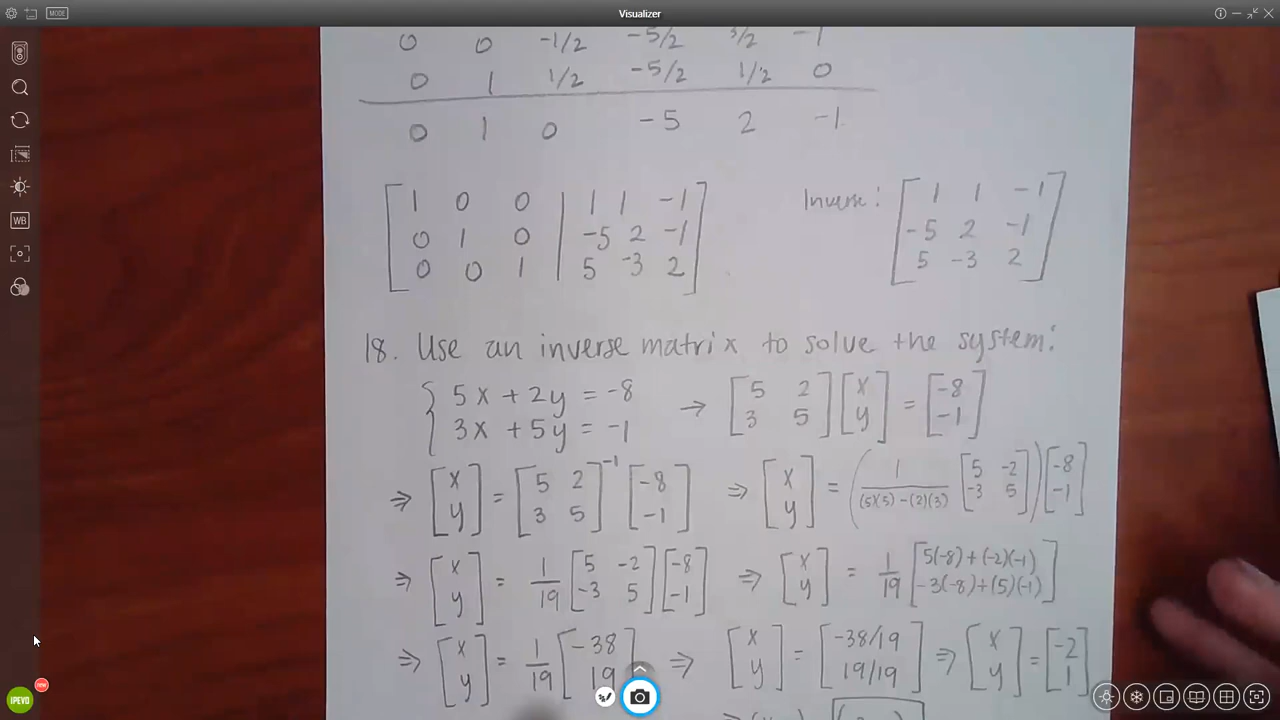 Visualizer
MODE
0 0 -1/2 -5/2 3/2 -1
0 1 1/2 -5/2 1/2 0
0 1 0 -5 2 -1
[1 0 0 | 1 1 -1]
[0 1 0 | -5 2 -1]
[0 0 1 | 5 -3 2]
Inverse: [1 1 -1]
[-5 2 -1]
[5 -3 2]
18. Use an inverse matrix to solve the system:
{5x + 2y = -8
3x + 5y = -1
→ [5 2; 3 5] [x; y] = [-8; -1]
⇒ [x; y] = [5 2; 3 5]⁻¹ [-8; -1] ⇒ [x; y] = (1/((5)(5)-(2)(3)) [5 -2; -3 5]) [-8; -1]
⇒ [x; y] = 1/19 [5 -2; -3 5] [-8; -1] ⇒ [x; y] = 1/19 [5(-8)+(-2)(-1); -3(-8)+(5)(-1)]
⇒ [x; y] = 1/19 [-38; 19] ⇒ [x; y] = [-38/19; 19/19] ⇒ [x; y] = [-2; 1]
WB
IPEVO
new